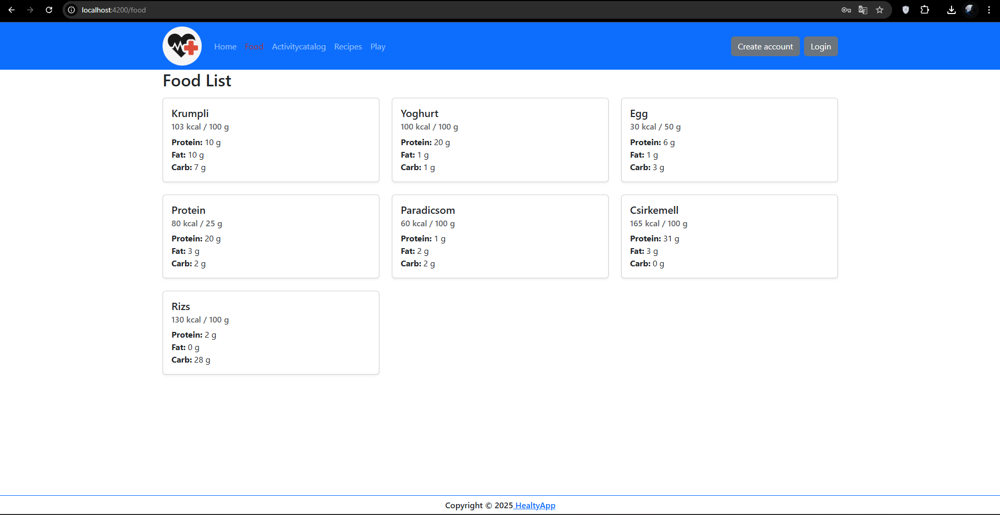 localhost:4200/food
Home Food Activitycatalog Recipes Play Create account Login
Food List
Krumpli
103 kcal / 100 g
Protein: 10 g
Fat: 10 g
Carb: 7 g
Yoghurt
100 kcal / 100 g
Protein: 20 g
Fat: 1 g
Carb: 1 g
Egg
30 kcal / 50 g
Protein: 6 g
Fat: 1 g
Carb: 3 g
Protein
80 kcal / 25 g
Protein: 20 g
Fat: 3 g
Carb: 2 g
Paradicsom
60 kcal / 100 g
Protein: 1 g
Fat: 2 g
Carb: 2 g
Csirkemell
165 kcal / 100 g
Protein: 31 g
Fat: 3 g
Carb: 0 g
Rizs
130 kcal / 100 g
Protein: 2 g
Fat: 0 g
Carb: 28 g
Copyright © 2025 HealtyApp